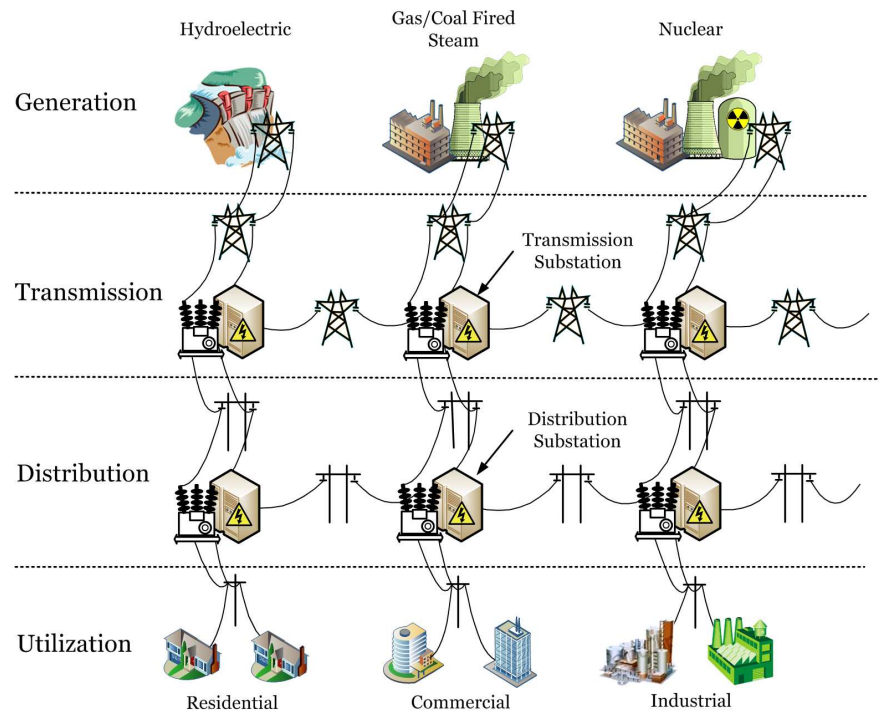 Hydroelectric
Gas/Coal Fired
Steam
Nuclear
Generation
Transmission
Substation
Transmission
Distribution
Substation
Distribution
Utilization
Residential
Commercial
Industrial